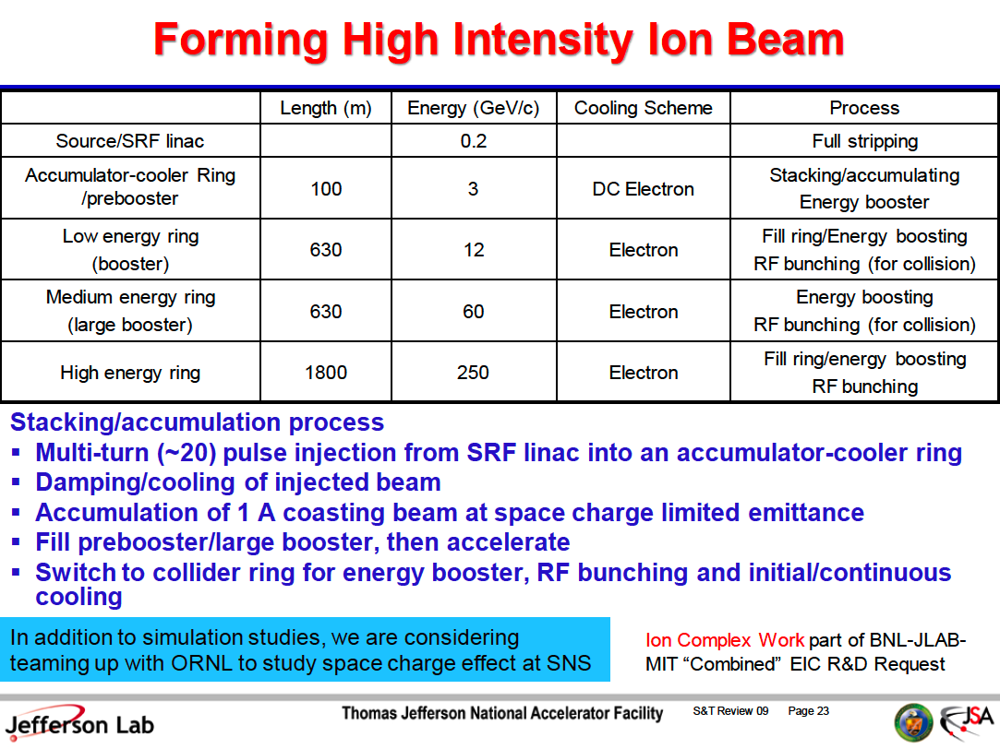 Forming High Intensity Ion Beam
Length (m) Energy (GeV/c) Cooling Scheme Process
Source/SRF linac 0.2 Full stripping
Accumulator-cooler Ring
/prebooster
100 3 DC Electron
Stacking/accumulating
Energy booster
Low energy ring
(booster)
630 12 Electron
Fill ring/Energy boosting
RF bunching (for collision)
Medium energy ring
(large booster)
630 60 Electron
Energy boosting
RF bunching (for collision)
High energy ring 1800 250 Electron
Fill ring/energy boosting
RF bunching
Stacking/accumulation process
▪ Multi-turn (~20) pulse injection from SRF linac into an accumulator-cooler ring
▪ Damping/cooling of injected beam
▪ Accumulation of 1 A coasting beam at space charge limited emittance
▪ Fill prebooster/large booster, then accelerate
▪ Switch to collider ring for energy booster, RF bunching and initial/continuous
cooling
In addition to simulation studies, we are considering
teaming up with ORNL to study space charge effect at SNS
Ion Complex Work part of BNL-JLAB-
MIT “Combined” EIC R&D Request
Jefferson Lab
Thomas Jefferson National Accelerator Facility
S&T Review 09 Page 23
JSA